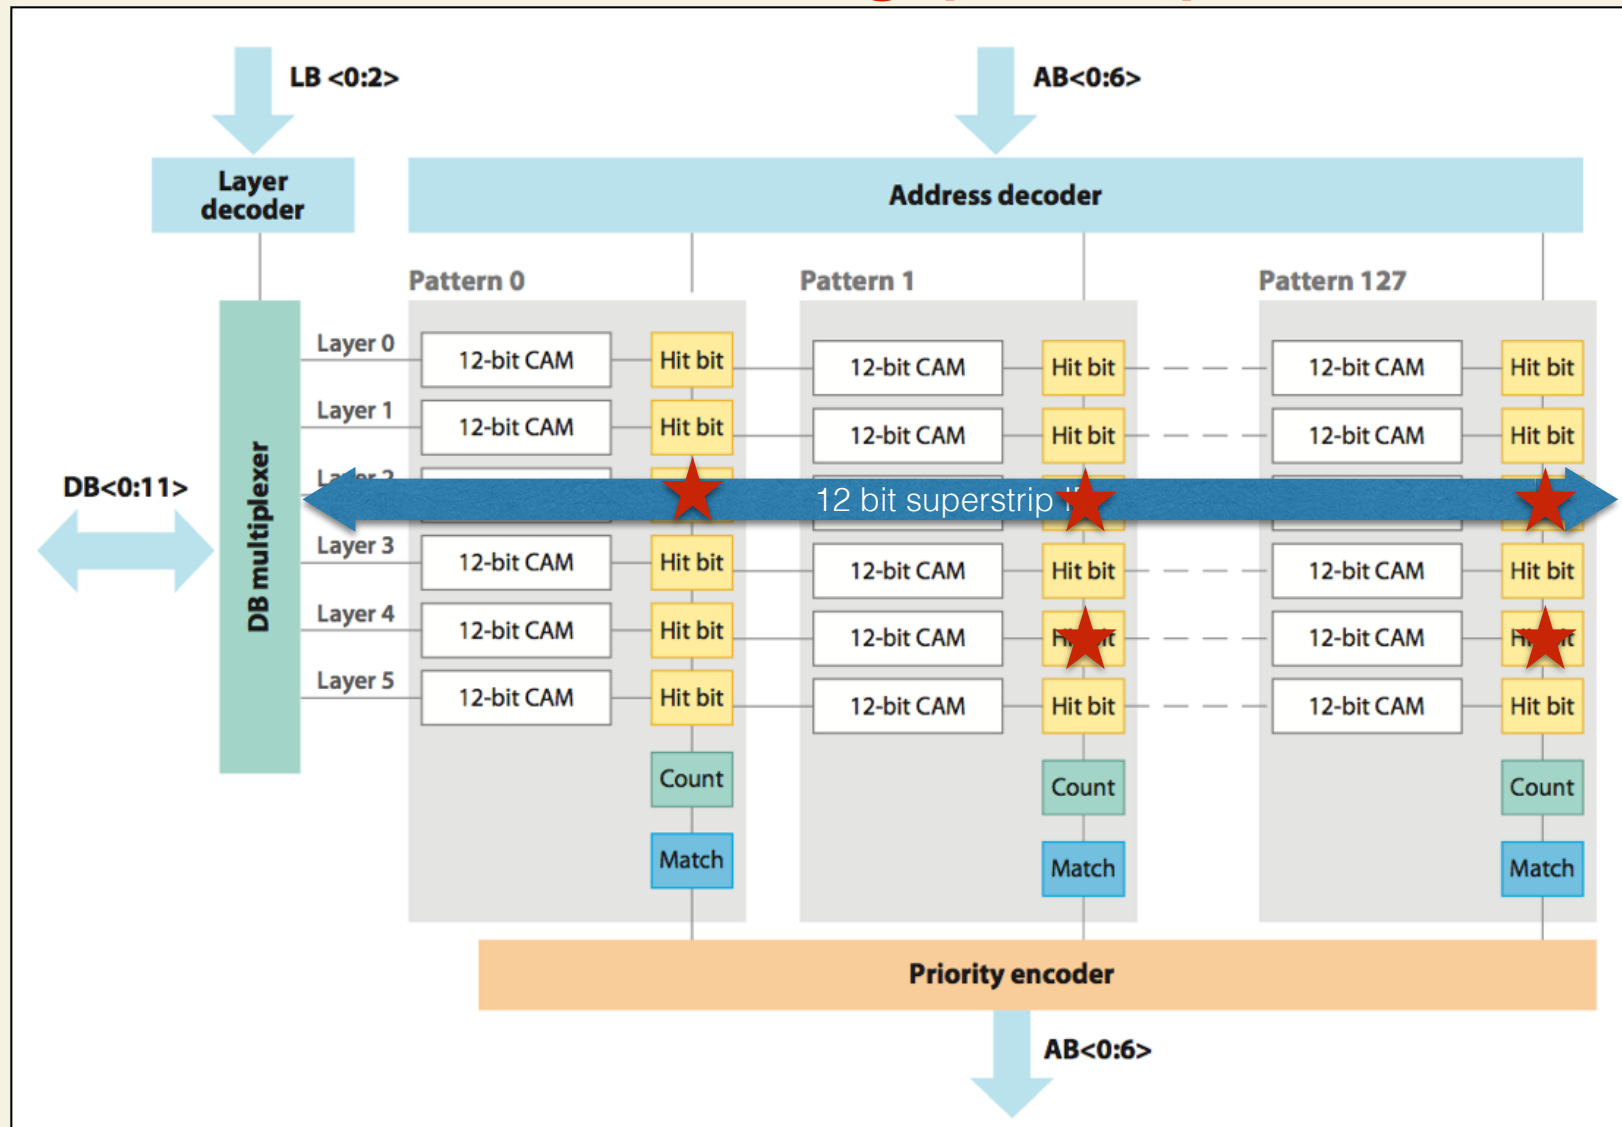 LB <0:2>
AB<0:6>
Layer
decoder
Address decoder
Pattern 0
Pattern 1
Pattern 127
Layer 0
12-bit CAM
Hit bit
12-bit CAM
Hit bit
12-bit CAM
Hit bit
Layer 1
12-bit CAM
Hit bit
12-bit CAM
Hit bit
12-bit CAM
Hit bit
DB<0:11>
DB multiplexer
12 bit superstrip
Layer 3
12-bit CAM
Hit bit
12-bit CAM
Hit bit
12-bit CAM
Hit bit
Layer 4
12-bit CAM
Hit bit
12-bit CAM
12-bit CAM
Layer 5
12-bit CAM
Hit bit
12-bit CAM
Hit bit
12-bit CAM
Hit bit
Count
Count
Count
Match
Match
Match
Priority encoder
AB<0:6>